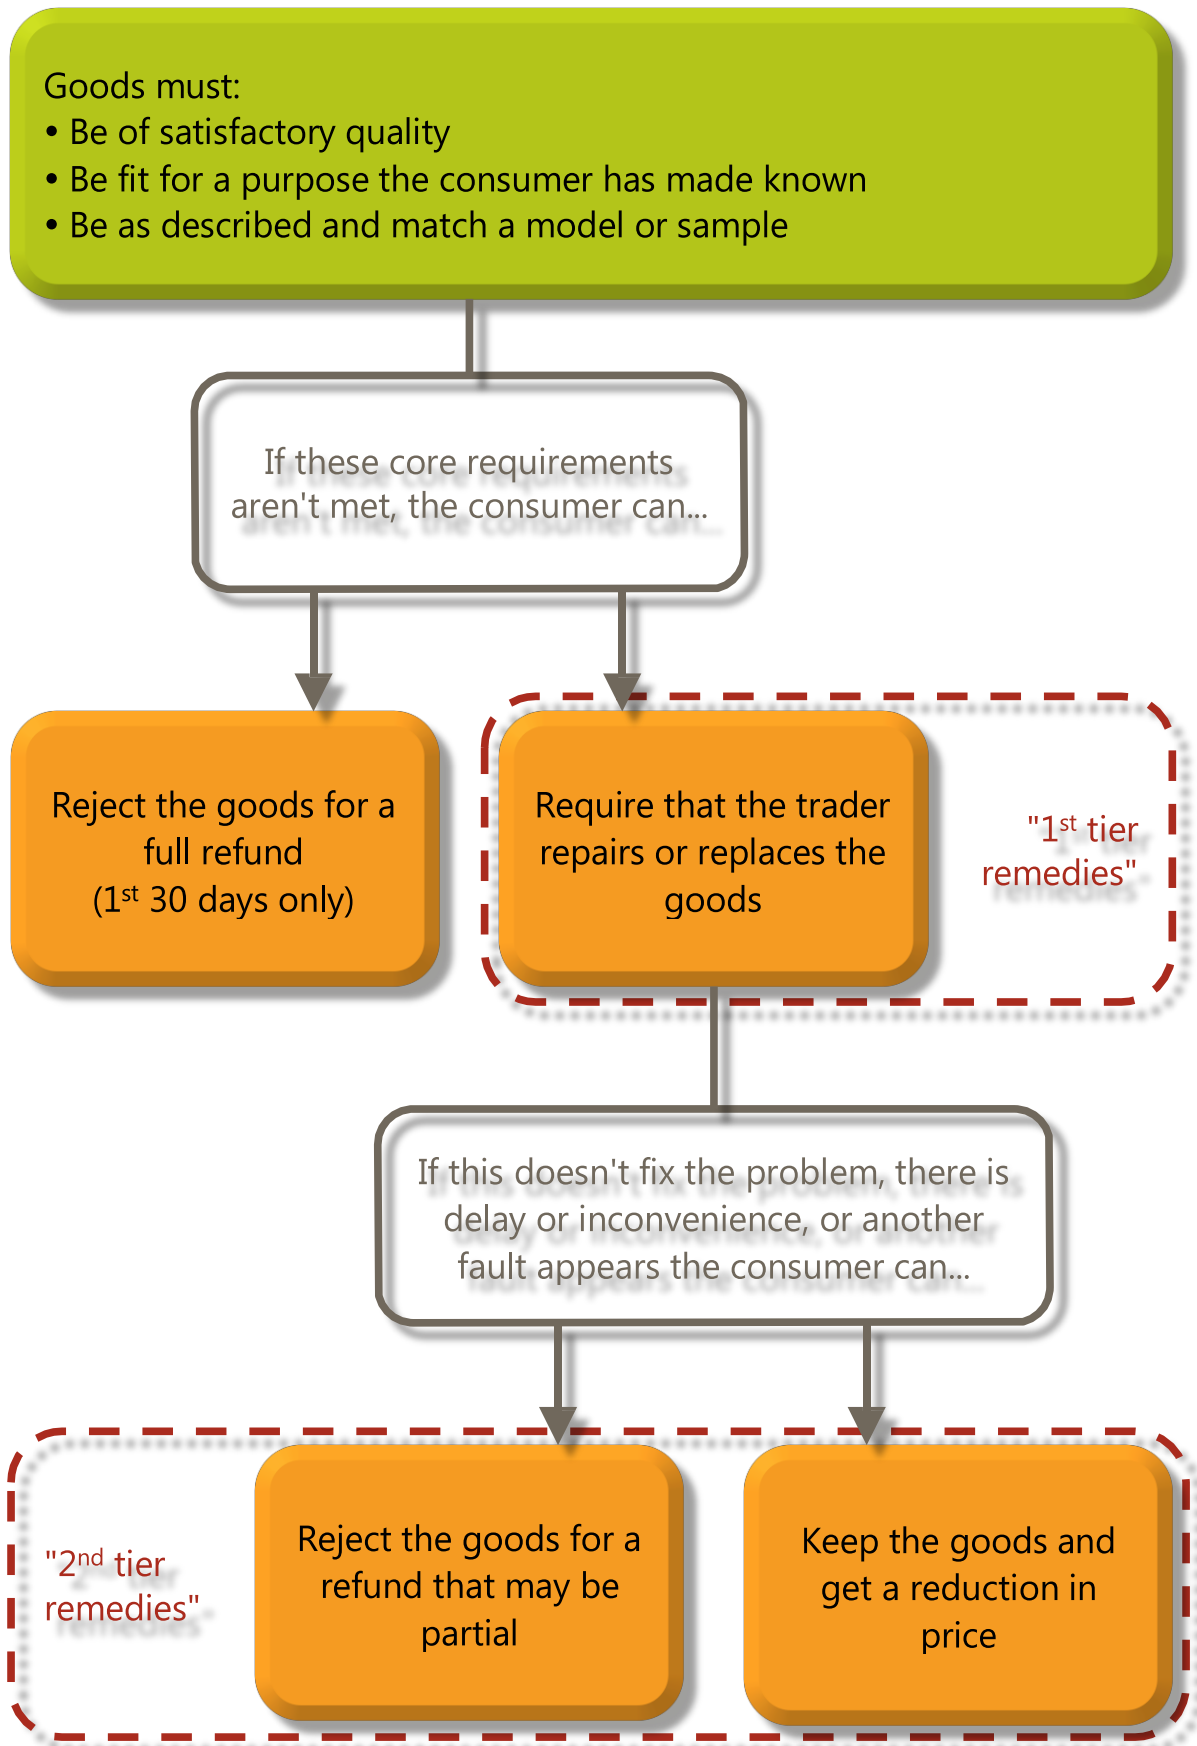 Goods must:
• Be of satisfactory quality
• Be fit for a purpose the consumer has made known
• Be as described and match a model or sample
If these core requirements
aren't met, the consumer can...
Reject the goods for a
full refund
(1st 30 days only)
Require that the trader
repairs or replaces the
goods
"1st tier
remedies"
If this doesn't fix the problem, there is
delay or inconvenience, or another
fault appears the consumer can...
"2nd tier
remedies"
Reject the goods for a
refund that may be
partial
Keep the goods and
get a reduction in
price